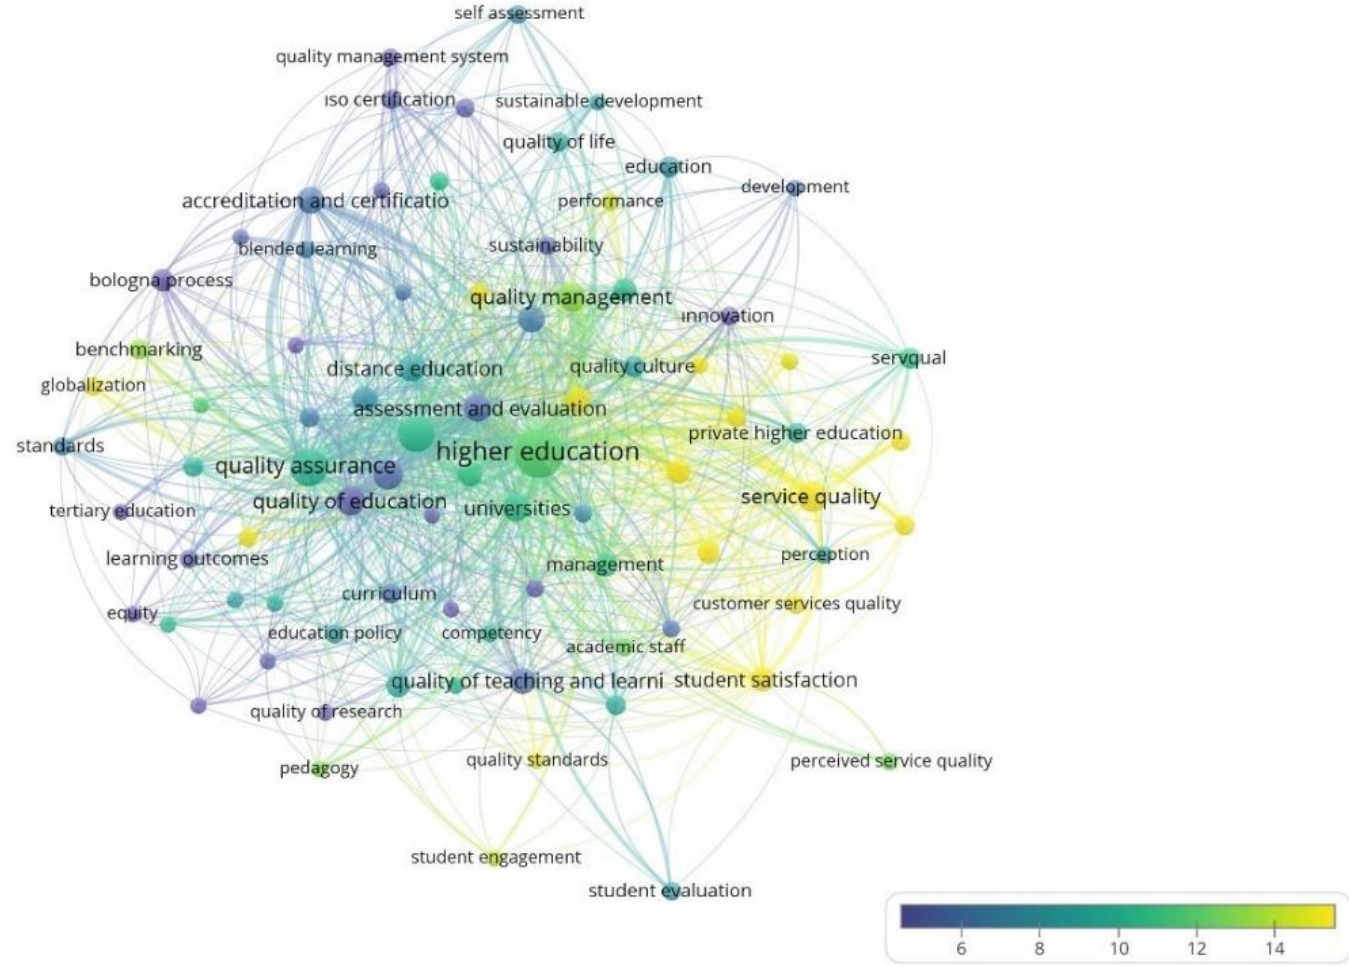 self assessment
quality management system
ıso certification
sustainable development
quality of life
education
development
accreditation and certificatio
performance
blended learning
sustainability
bologna process
quality management
ınnovation
benchmarking
servqual
distance education
quality culture
globalization
assessment and evaluation
private higher education
standards
higher education
quality assurance
service quality
quality of education
universities
tertiary education
learning outcomes
perception
management
curriculum
customer services quality
equity
education policy
competency
academic staff
quality of teaching and learni
student satisfaction
quality of research
quality standards
perceived service quality
pedagogy
student engagement
student evaluation
6 8 10 12 14